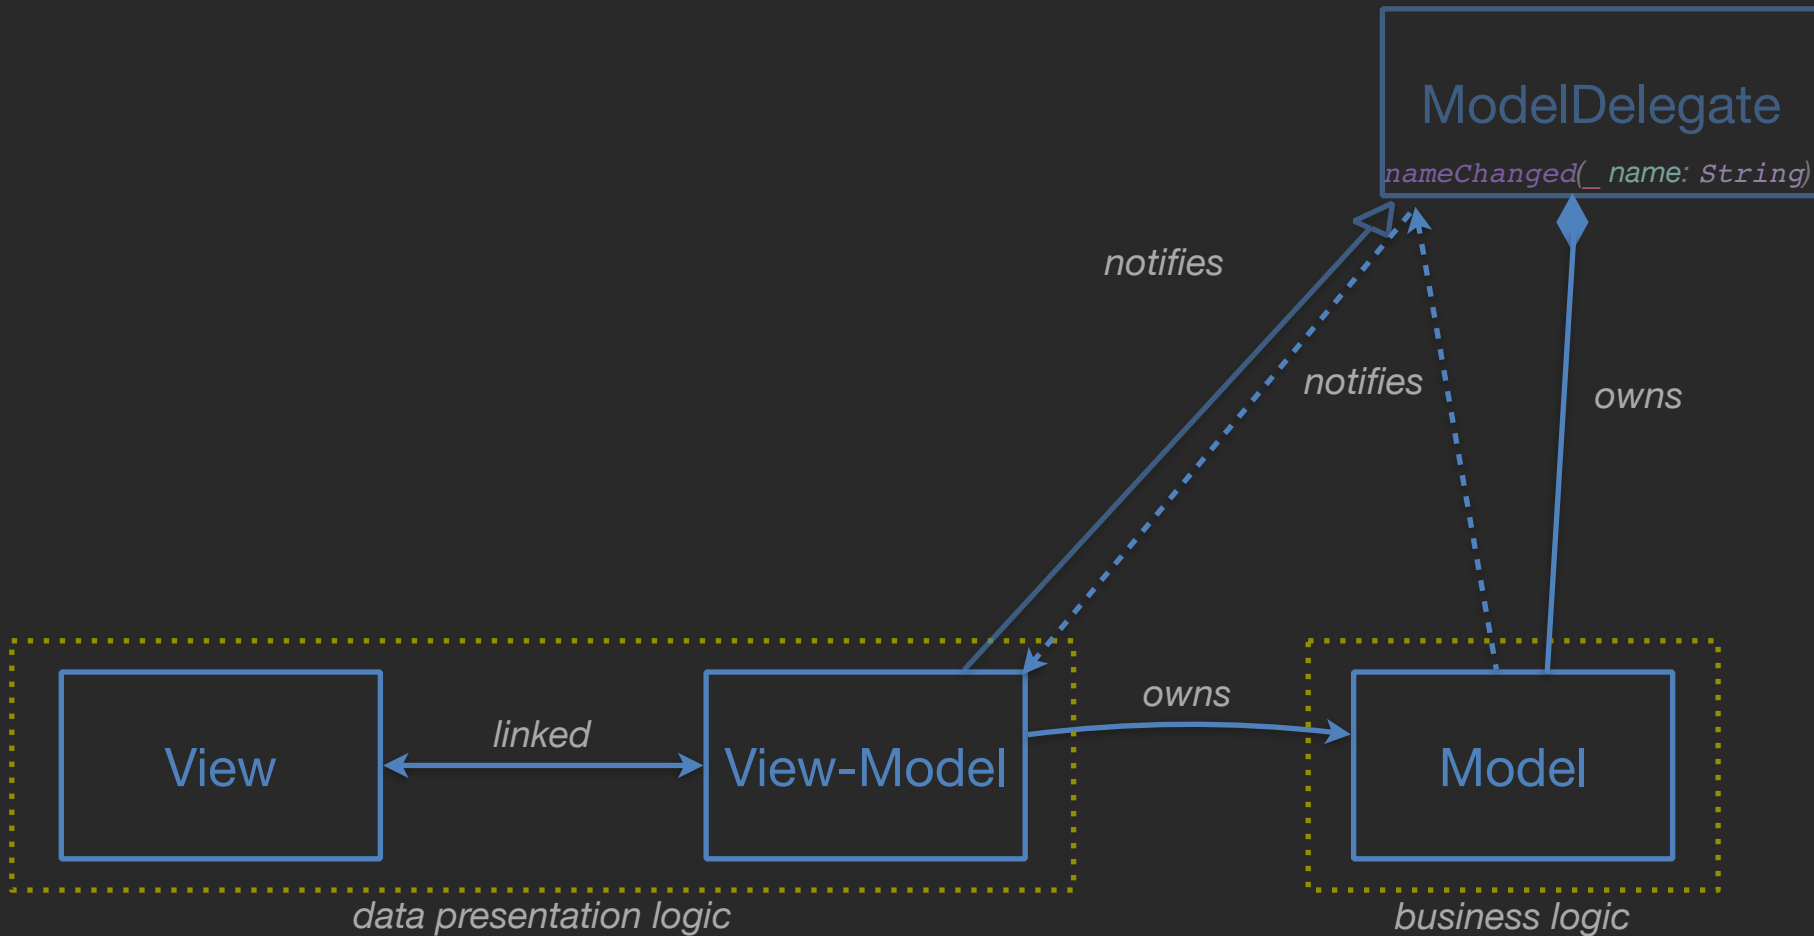 ModelDelegate
nameChanged(_ name: String)
notifies
notifies
owns
owns
linked
View
View-Model
Model
data presentation logic
business logic